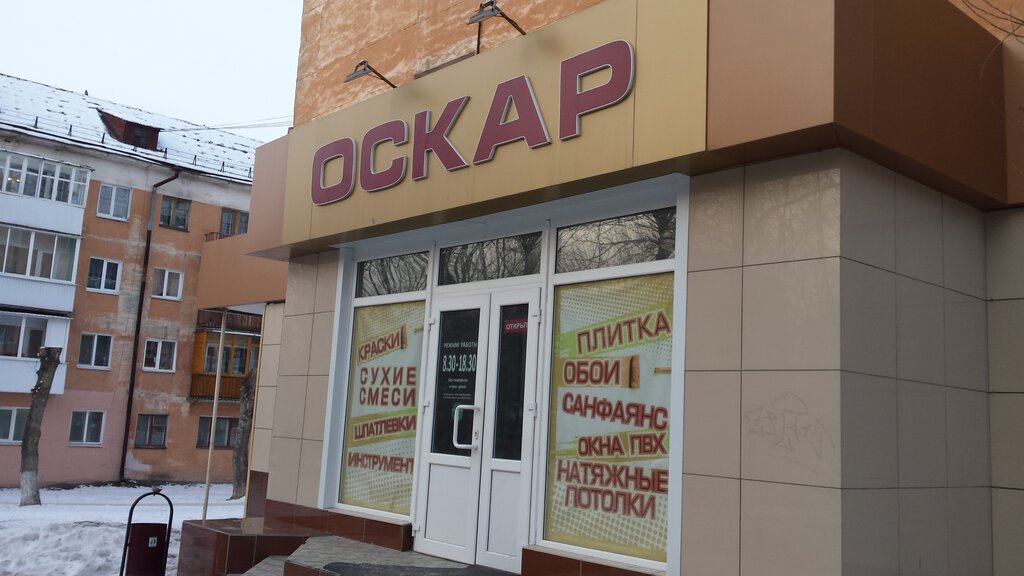 ОСКАР
КРАСКИ
СУХИЕ
СМЕСИ
ШПАТЛЕВКИ
ИНСТРУМЕНТ
РЕЖИМ РАБОТЫ
8.30-18.30
ПЛИТКА
ОБОИ
САНФАЯНС
ОКНА ПВХ
НАТЯЖНЫЕ
ПОТОЛКИ